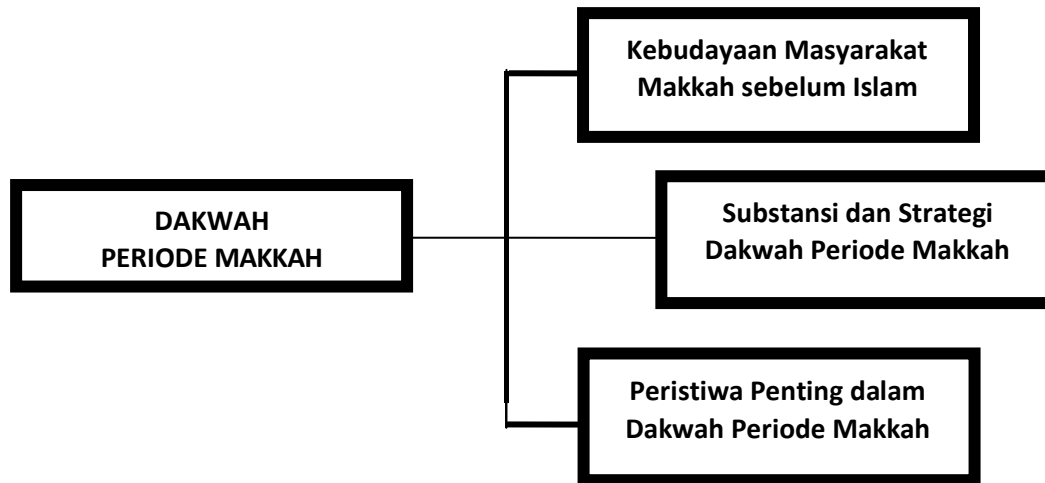 Kebudayaan Masyarakat
Makkah sebelum Islam
DAKWAH
PERIODE MAKKAH
Substansi dan Strategi
Dakwah Periode Makkah
Peristiwa Penting dalam
Dakwah Periode Makkah